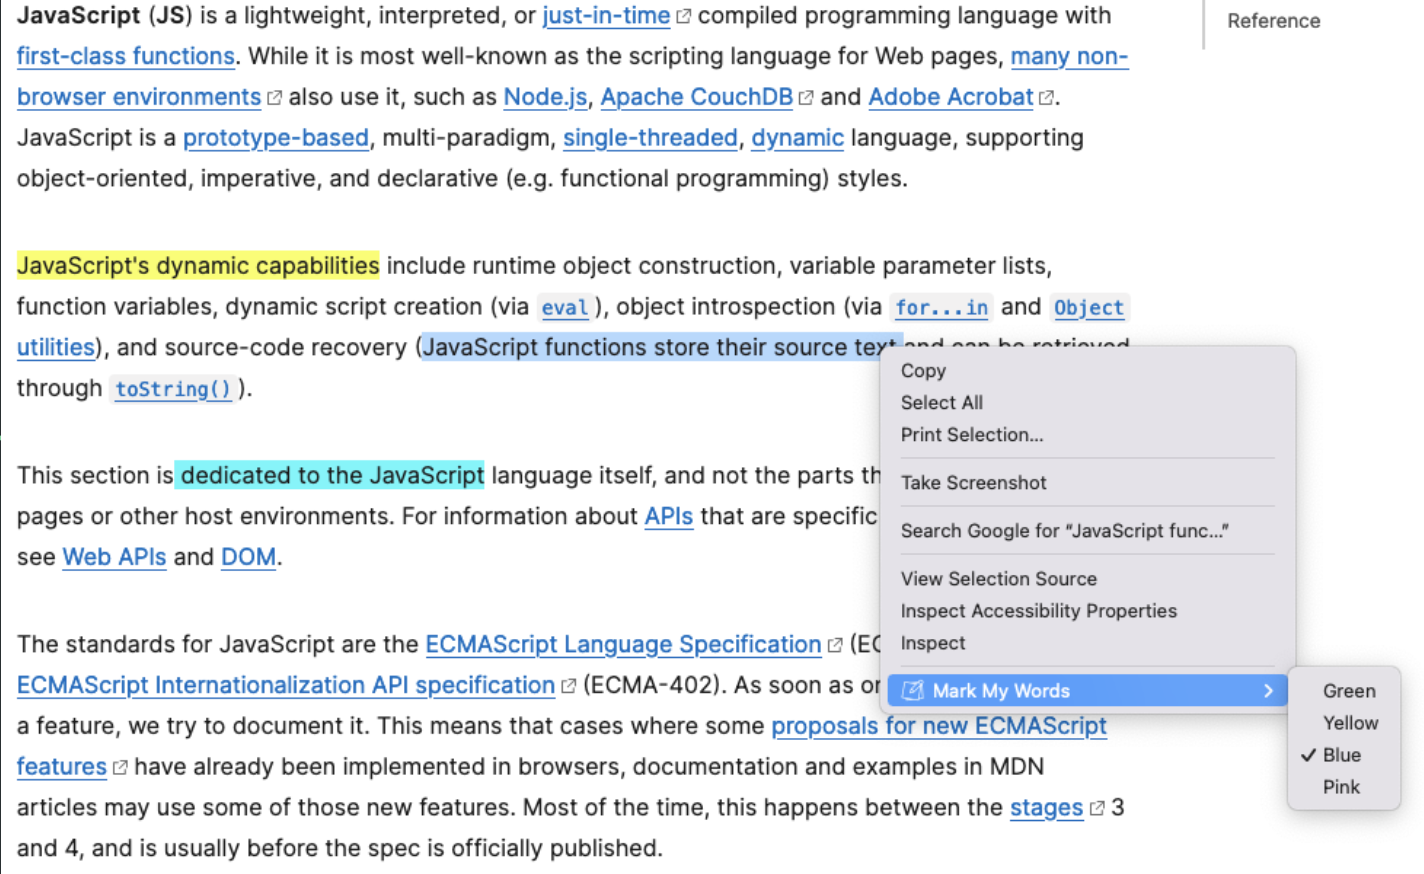 JavaScript (JS) is a lightweight, interpreted, or just-in-time compiled programming language with
first-class functions. While it is most well-known as the scripting language for Web pages, many non-
browser environments also use it, such as Node.js, Apache CouchDB and Adobe Acrobat.
JavaScript is a prototype-based, multi-paradigm, single-threaded, dynamic language, supporting
object-oriented, imperative, and declarative (e.g. functional programming) styles.
JavaScript's dynamic capabilities include runtime object construction, variable parameter lists,
function variables, dynamic script creation (via eval), object introspection (via for...in and Object
utilities), and source-code recovery (JavaScript functions store their source text and can be retrieved
through toString()).
This section is dedicated to the JavaScript language itself, and not the parts th
pages or other host environments. For information about APIs that are specific
see Web APIs and DOM.
The standards for JavaScript are the ECMAScript Language Specification (EC
ECMAScript Internationalization API specification (ECMA-402). As soon as or
a feature, we try to document it. This means that cases where some proposals for new ECMAScript
features have already been implemented in browsers, documentation and examples in MDN
articles may use some of those new features. Most of the time, this happens between the stages 3
and 4, and is usually before the spec is officially published.
Reference
Copy
Select All
Print Selection...
Take Screenshot
Search Google for “JavaScript func...”
View Selection Source
Inspect Accessibility Properties
Inspect
Mark My Words
Green
Yellow
Blue
Pink